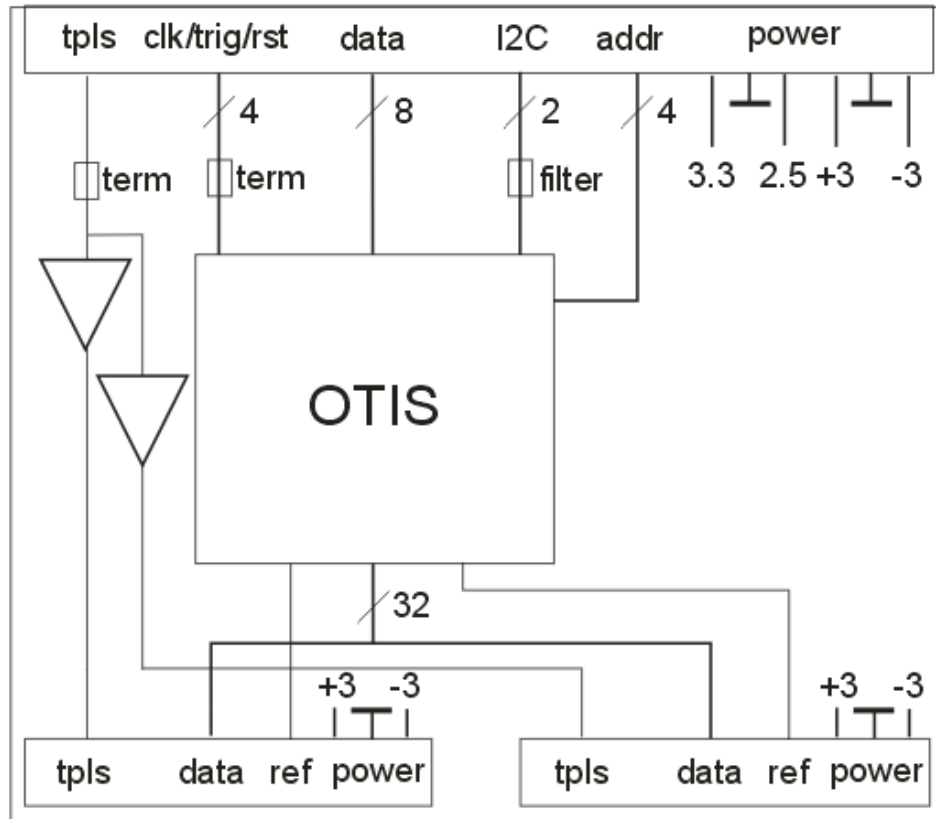 tpls clk/trig/rst data I2C addr power
4 8 2 4
term term filter 3.3 2.5 +3 -3
OTIS
32
+3 -3 +3 -3
tpls data ref power tpls data ref power